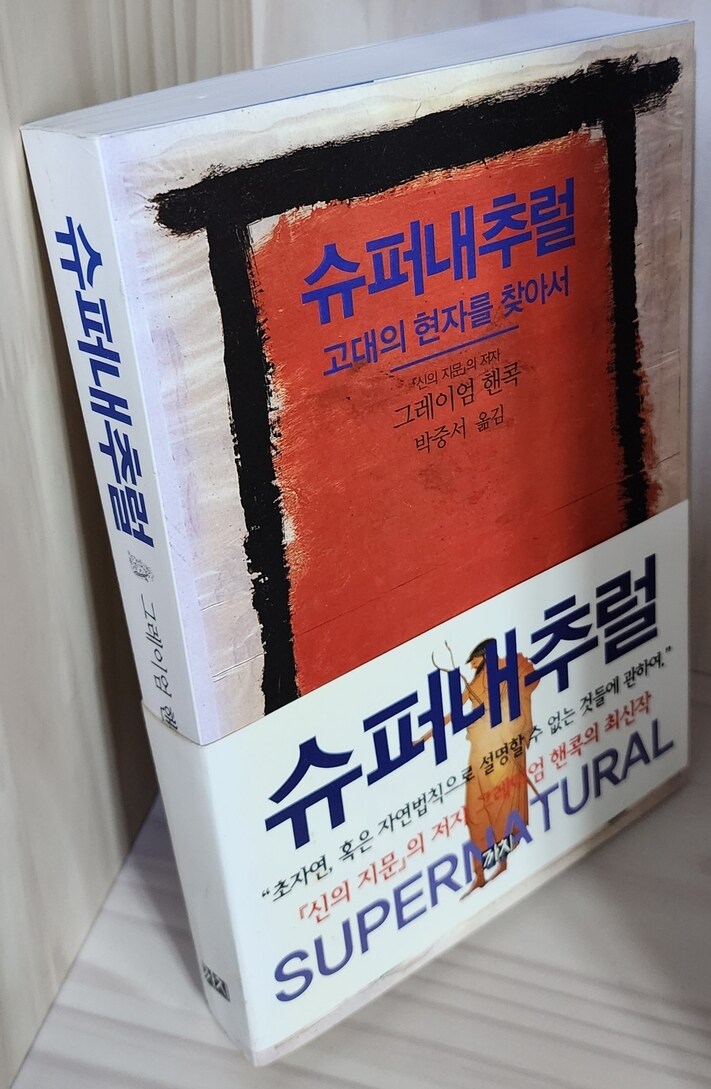 슈퍼내추럴
그레이엄 핸
까치
슈퍼내추럴
고대의 현자를 찾아서
『신의 지문』의 저자
그레이엄 핸콕
박중서 옮김
슈퍼내추럴
“초자연, 혹은 자연법칙으로 설명할 수 없는 것들에 관하여.”
『신의 지문』의 저자 그레이엄 핸콕의 최신작
SUPERNATURAL
까치